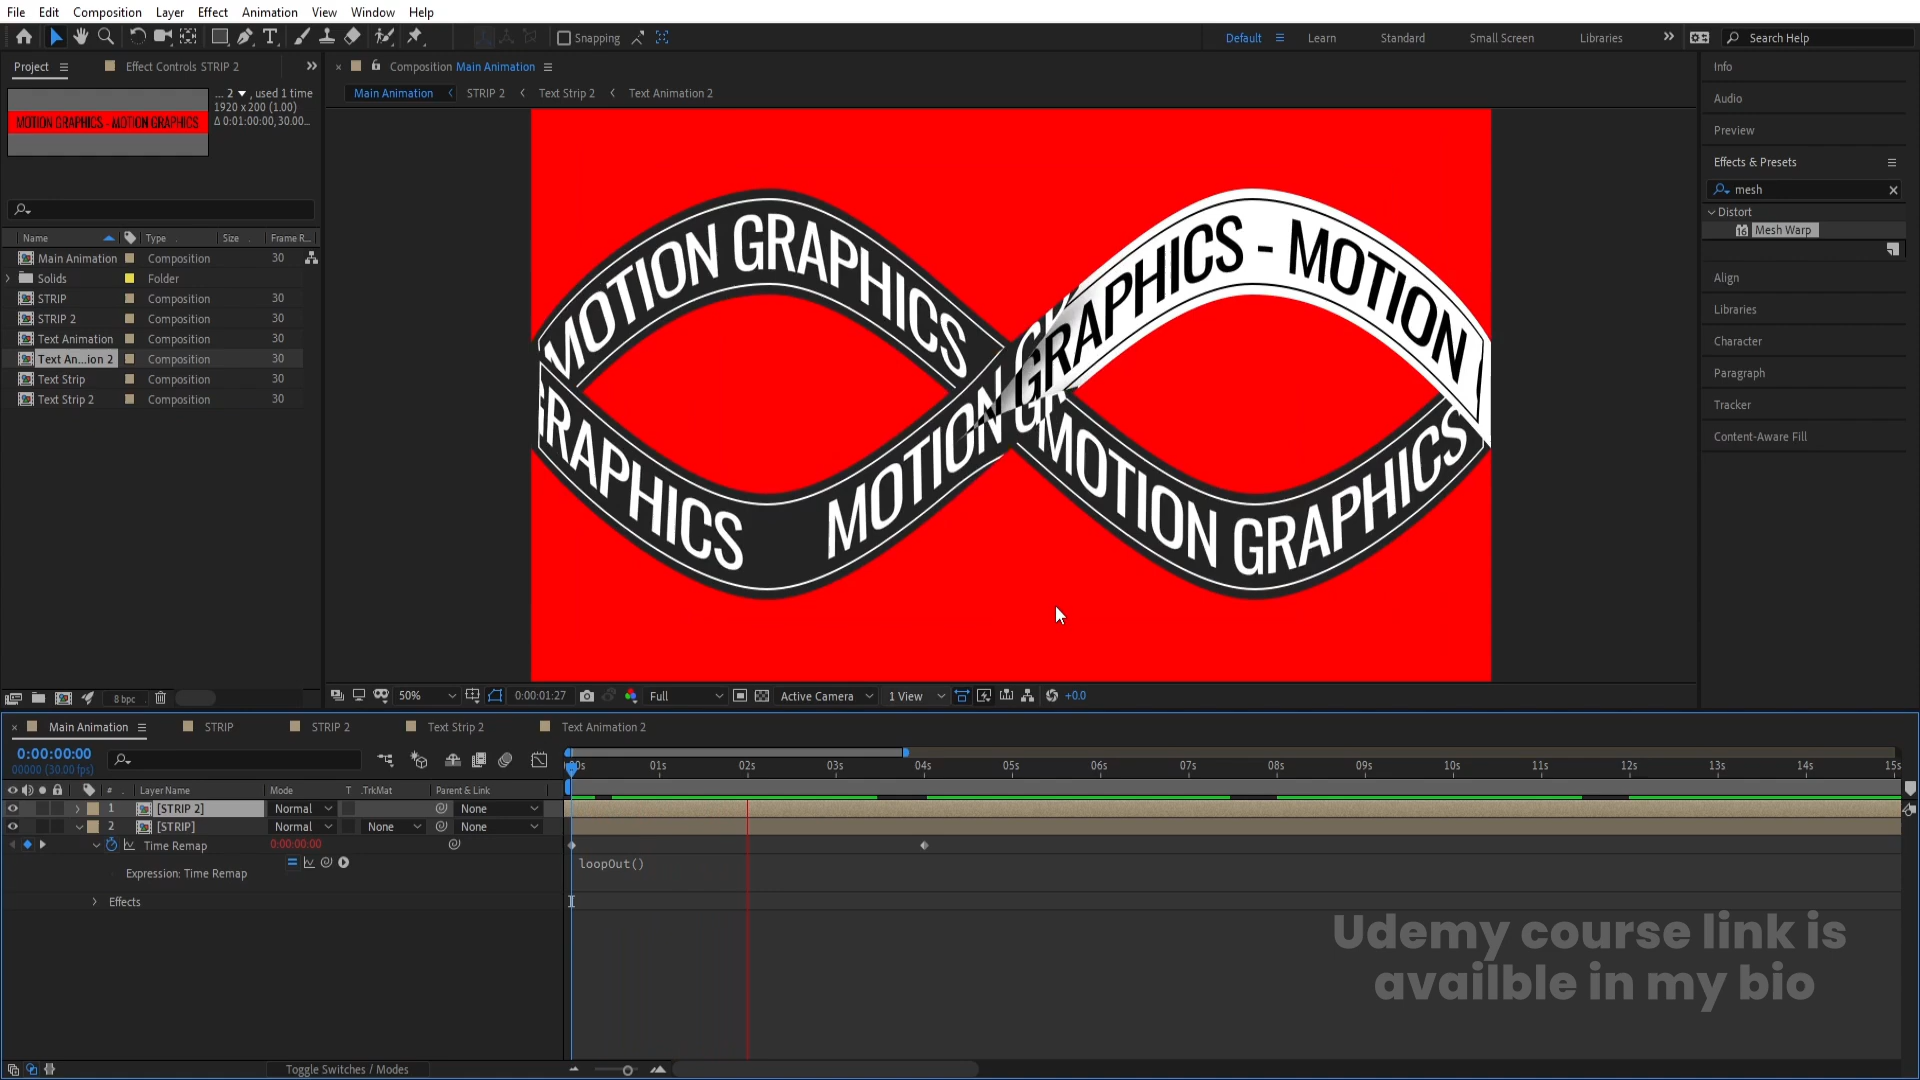 File Edit Composition Layer Effect Animation View Window Help
Snapping
Default Learn Standard Small Screen Libraries Search Help
Project Effect Controls STRIP 2
... 2 , used 1 time
1920 x 200 (1.00)
Δ 0:01:00:00, 30.00...
MOTION GRAPHICS - MOTION GRAPHICS
Name Type Size Frame R...
Main Animation Composition 30
Solids Folder
STRIP Composition 30
STRIP 2 Composition 30
Text Animation Composition 30
Text An...ion 2 Composition 30
Text Strip Composition 30
Text Strip 2 Composition 30
8 bpc
Composition Main Animation
Main Animation STRIP 2 Text Strip 2 Text Animation 2
MOTION GRAPHICS
GRAPHICS - MOTION
GRAPHICS MOTION
MOTION GRAPHICS
50% 0:00:01:27 Full Active Camera 1 View +0.0
Info
Audio
Preview
Effects & Presets
mesh
Distort
16 Mesh Warp
Align
Libraries
Character
Paragraph
Tracker
Content-Aware Fill
Main Animation STRIP STRIP 2 Text Strip 2 Text Animation 2
0:00:00:00
00000 (30.00 fps)
00s 01s 02s 03s 04s 05s 06s 07s 08s 09s 10s 11s 12s 13s 14s 15s
# Layer Name Mode T .TrkMat Parent & Link
1 [STRIP 2] Normal None
2 [STRIP] Normal None None
Time Remap 0:00:00:00
Expression: Time Remap loopOut()
Effects
Udemy course link is
availble in my bio
Toggle Switches / Modes